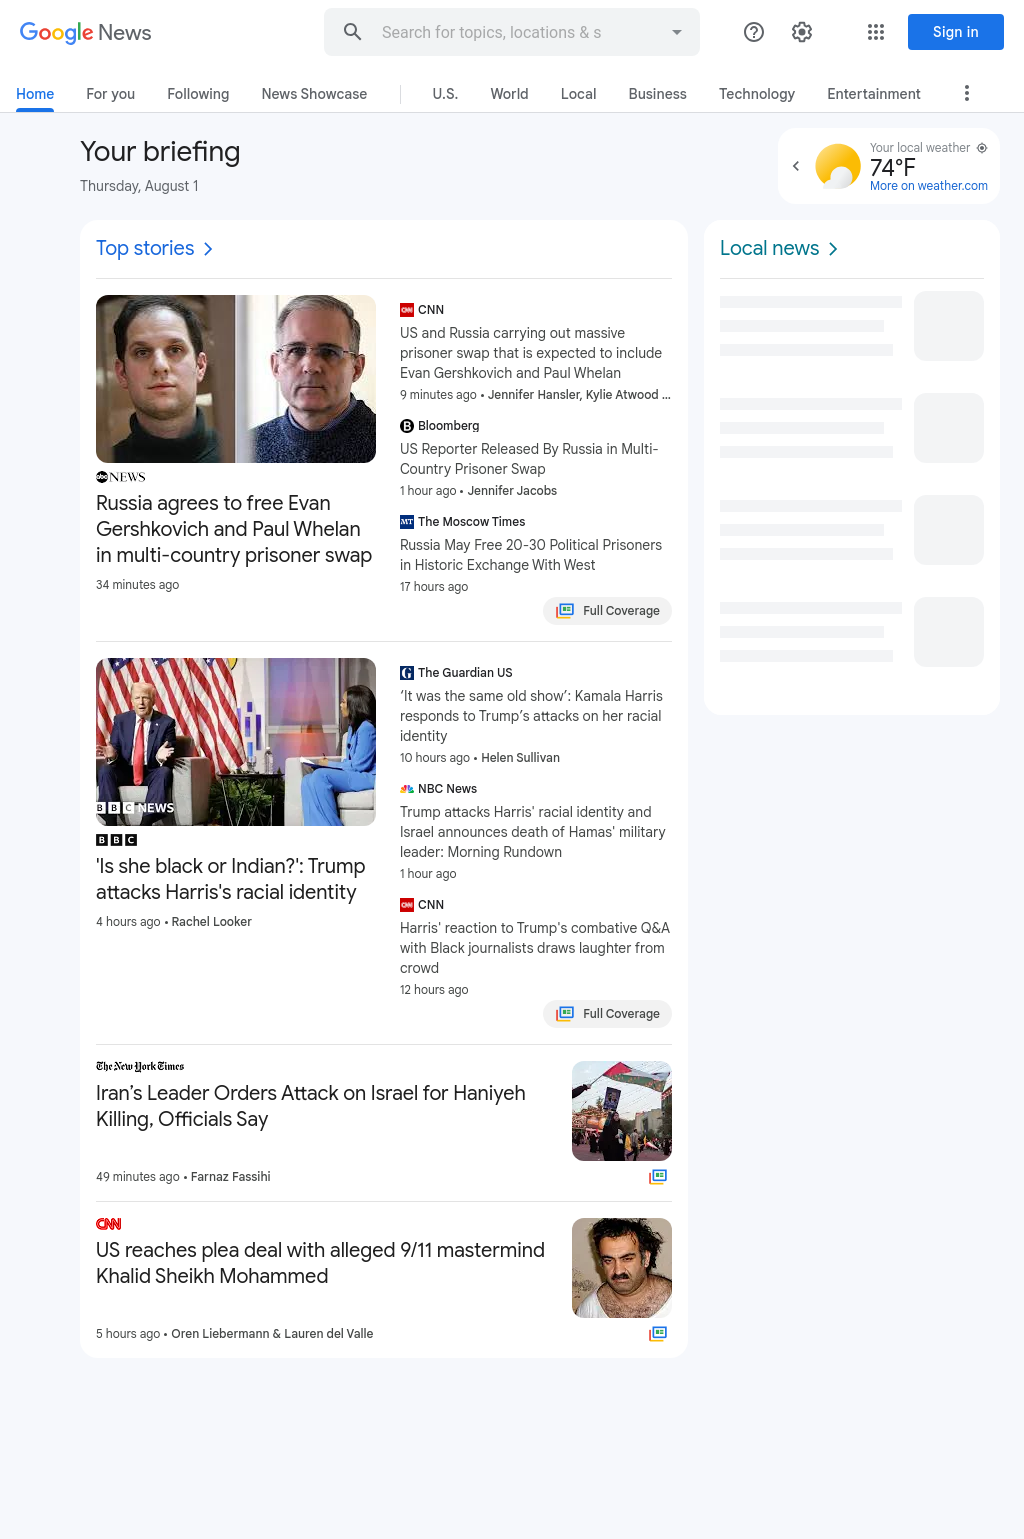 Google News
Search for topics, locations & s
Sign in
Home
For you
Following
News Showcase
U.S.
World
Local
Business
Technology
Entertainment
Your briefing
Thursday, August 1
Your local weather
74°F
More on weather.com
Top stories
abc NEWS
Russia agrees to free Evan
Gershkovich and Paul Whelan
in multi-country prisoner swap
34 minutes ago
CNN
CNN
US and Russia carrying out massive
prisoner swap that is expected to include
Evan Gershkovich and Paul Whelan
9 minutes ago • Jennifer Hansler, Kylie Atwood ...
B
Bloomberg
US Reporter Released By Russia in Multi-
Country Prisoner Swap
1 hour ago • Jennifer Jacobs
MT
The Moscow Times
Russia May Free 20-30 Political Prisoners
in Historic Exchange With West
17 hours ago
Full Coverage
BBC NEWS
BBC
'Is she black or Indian?': Trump
attacks Harris's racial identity
4 hours ago • Rachel Looker
G
The Guardian US
‘It was the same old show’: Kamala Harris
responds to Trump’s attacks on her racial
identity
10 hours ago • Helen Sullivan
NBC News
Trump attacks Harris' racial identity and
Israel announces death of Hamas' military
leader: Morning Rundown
1 hour ago
CNN
CNN
Harris' reaction to Trump's combative Q&A
with Black journalists draws laughter from
crowd
12 hours ago
Full Coverage
The New York Times
Iran’s Leader Orders Attack on Israel for Haniyeh
Killing, Officials Say
49 minutes ago • Farnaz Fassihi
CNN
US reaches plea deal with alleged 9/11 mastermind
Khalid Sheikh Mohammed
5 hours ago • Oren Liebermann & Lauren del Valle
Local news